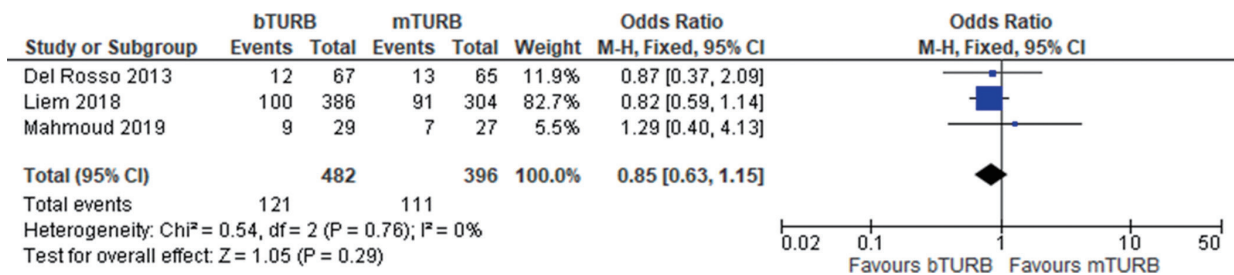 bTURB mTURB Odds Ratio Odds Ratio
Study or Subgroup Events Total Events Total Weight M-H, Fixed, 95% CI M-H, Fixed, 95% CI
Del Rosso 2013 12 67 13 65 11.9% 0.87 [0.37, 2.09]
Liem 2018 100 386 91 304 82.7% 0.82 [0.59, 1.14]
Mahmoud 2019 9 29 7 27 5.5% 1.29 [0.40, 4.13]
Total (95% CI) 482 396 100.0% 0.85 [0.63, 1.15]
Total events 121 111
Heterogeneity: Chi² = 0.54, df = 2 (P = 0.76); I² = 0%
Test for overall effect: Z = 1.05 (P = 0.29)
0.02 0.1 1 10 50
Favours bTURB Favours mTURB